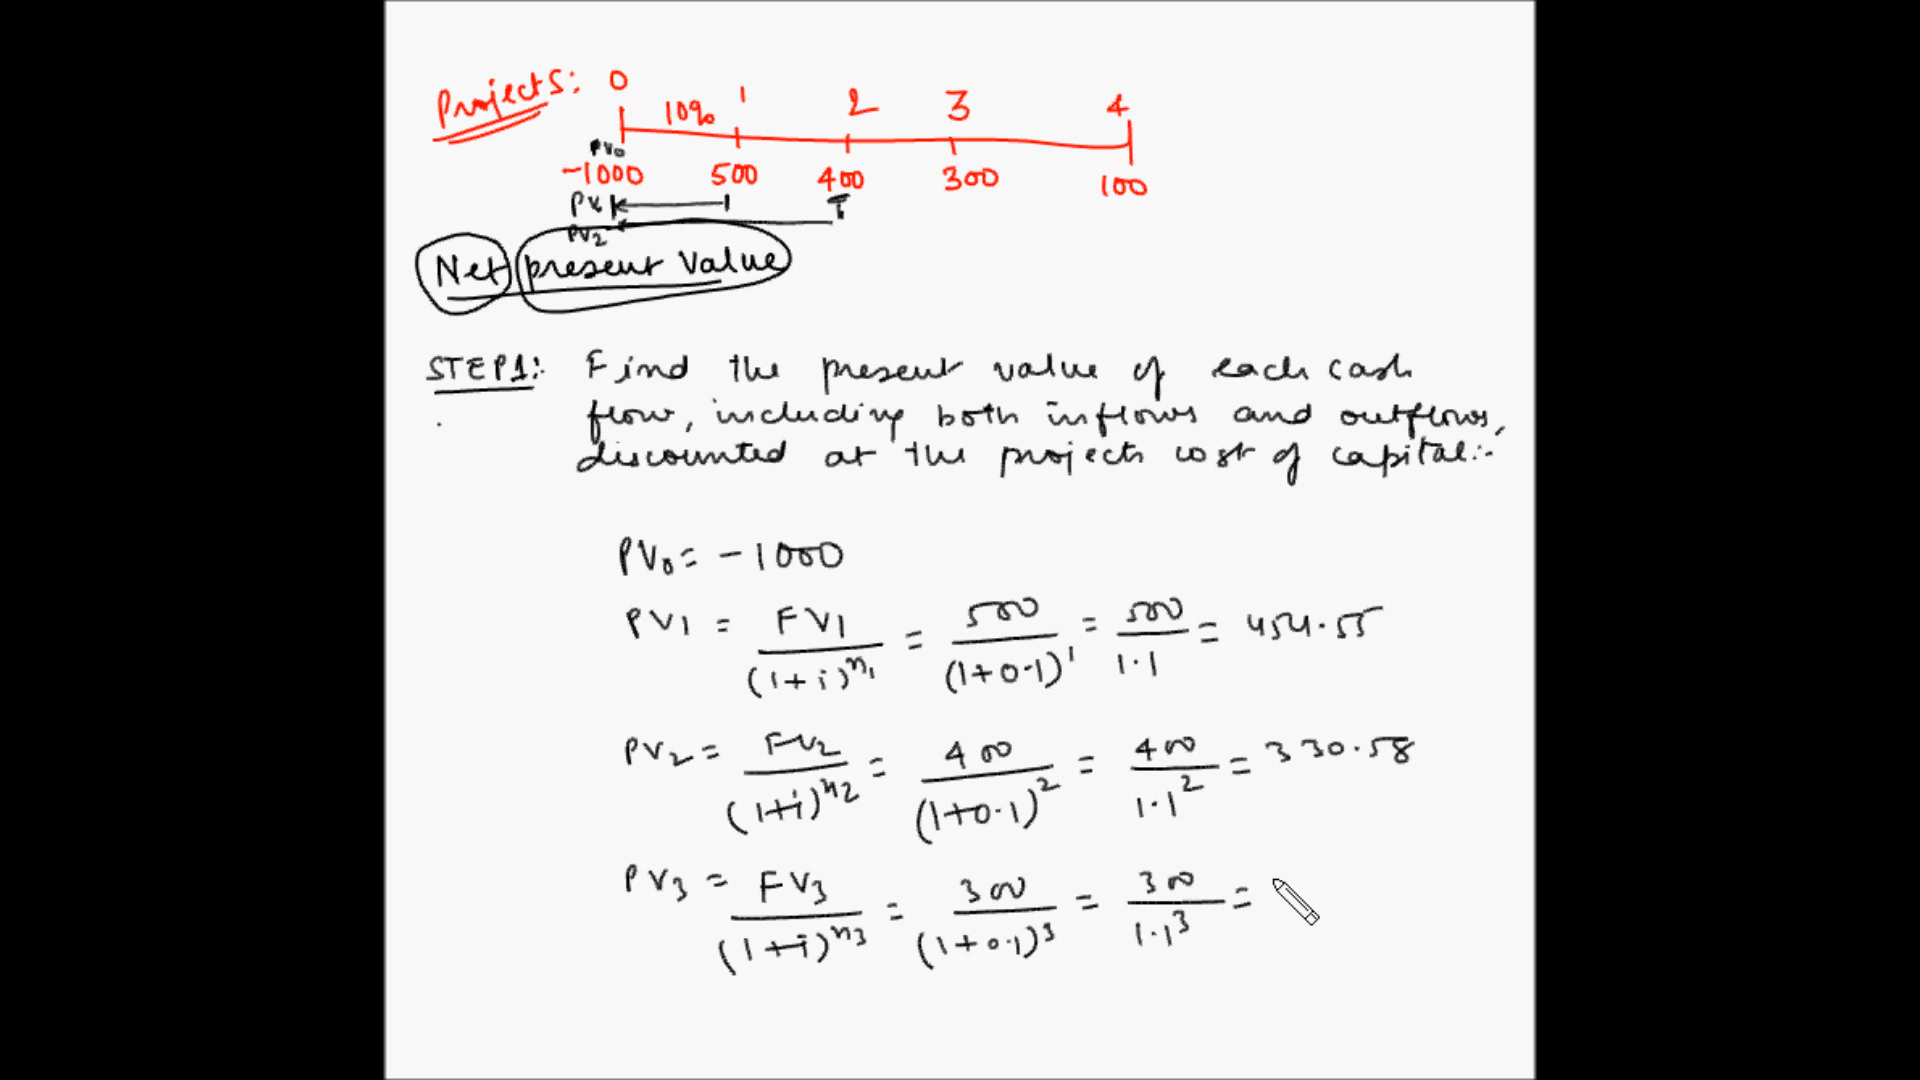 Projects: 0 10% 1 2 3 4
PV0
-1000 500 400 300 100
PV1
PV2
Net present Value
STEP1: Find the present value of each cash
flow, including both inflows and outflows,
discounted at the projects cost of capital:-
PV0 = -1000
PV1 = FV1/(1+i)^n1 = 500/(1+0.1)^1 = 500/1.1 = 454.55
PV2 = FV2/(1+i)^n2 = 400/(1+0.1)^2 = 400/1.1^2 = 330.58
PV3 = FV3/(1+i)^n3 = 300/(1+0.1)^3 = 300/1.1^3 =